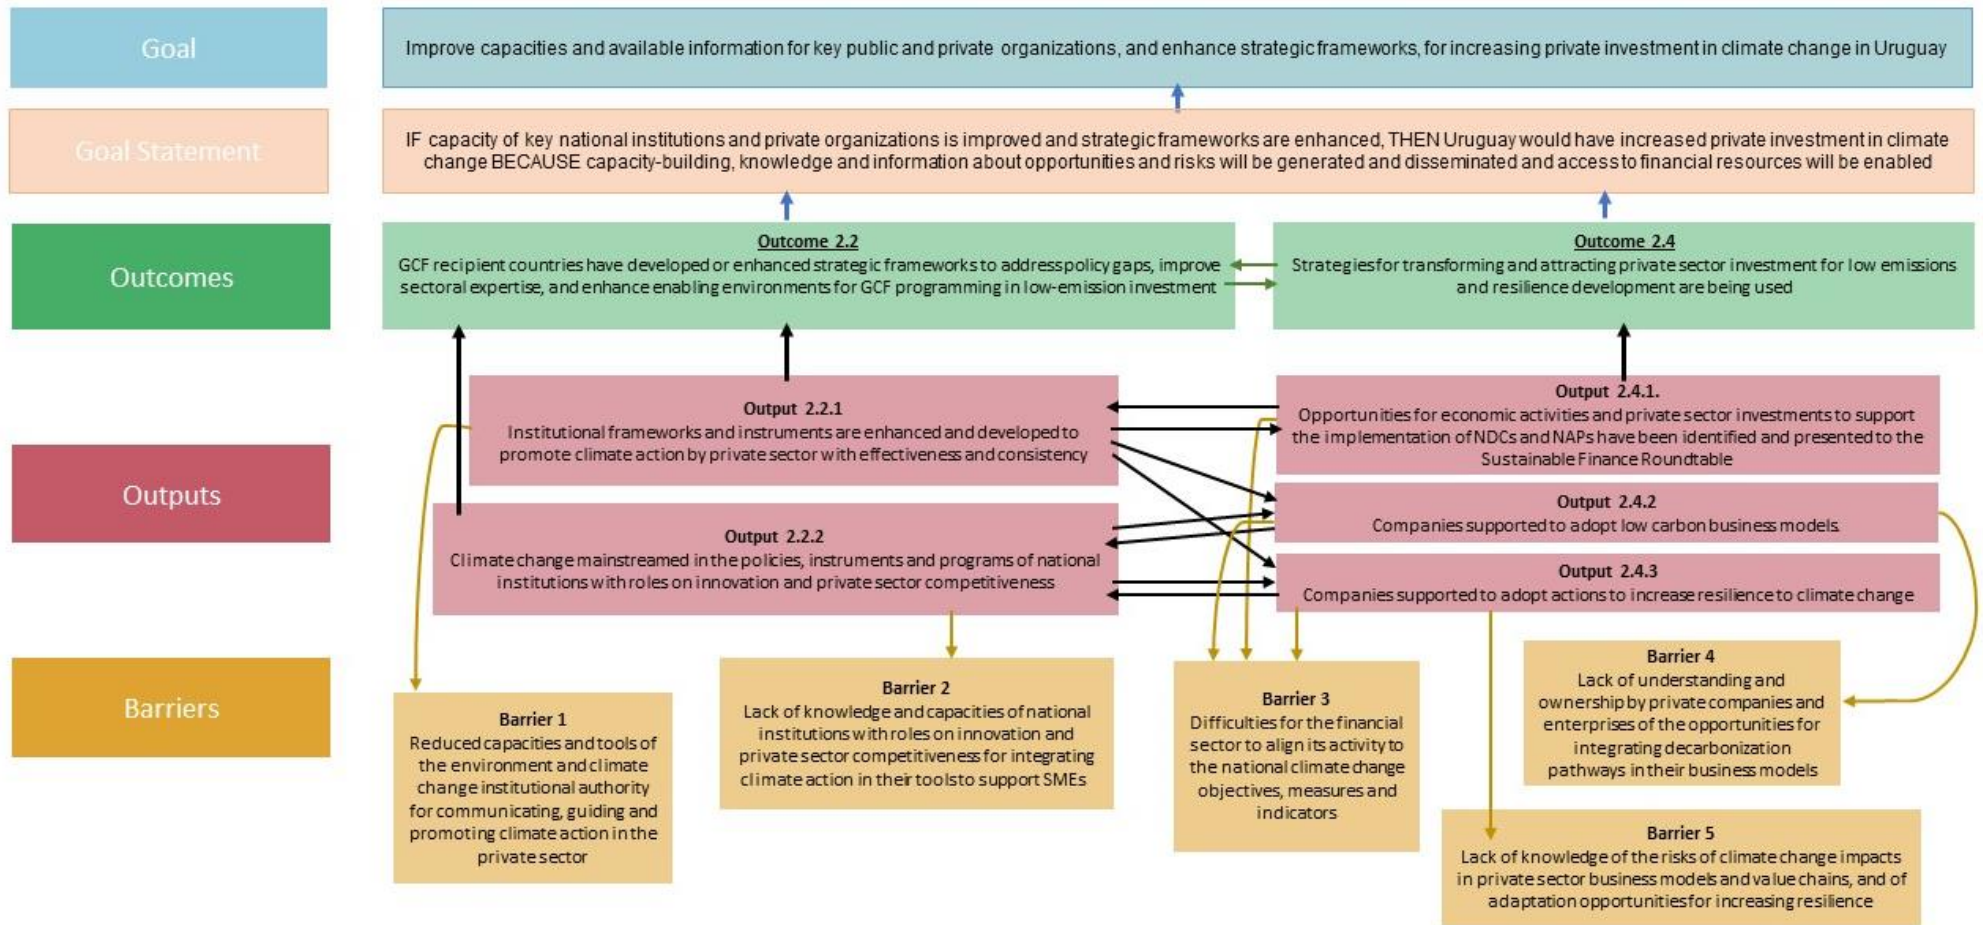 Goal
Improve capacities and available information for key public and private organizations, and enhance strategic frameworks, for increasing private investment in climate change in Uruguay
Goal Statement
IF capacity of key national institutions and private organizations is improved and strategic frameworks are enhanced, THEN Uruguay would have increased private investment in climate
change BECAUSE capacity-building, knowledge and information about opportunities and risks will be generated and disseminated and access to financial resources will be enabled
Outcomes
Outcome 2.2
GCF recipient countries have developed or enhanced strategic frameworks to address policy gaps, improve
sectoral expertise, and enhance enabling environments for GCF programming in low-emission investment
Outcome 2.4
Strategies for transforming and attracting private sector investment for low emissions
and resilience development are being used
Outputs
Output 2.2.1
Institutional frameworks and instruments are enhanced and developed to
promote climate action by private sector with effectiveness and consistency
Output 2.4.1.
Opportunities for economic activities and private sector investments to support
the implementation of NDCs and NAPs have been identified and presented to the
Sustainable Finance Roundtable
Output 2.4.2
Companies supported to adopt low carbon business models.
Output 2.2.2
Climate change mainstreamed in the policies, instruments and programs of national
institutions with roles on innovation and private sector competitiveness
Output 2.4.3
Companies supported to adopt actions to increase resilience to climate change
Barriers
Barrier 1
Reduced capacities and tools of
the environment and climate
change institutional authority
for communicating, guiding and
promoting climate action in the
private sector
Barrier 2
Lack of knowledge and capacities of national
institutions with roles on innovation and
private sector competitiveness for integrating
climate action in their tools to support SMEs
Barrier 3
Difficulties for the financial
sector to align its activity to
the national climate change
objectives, measures and
indicators
Barrier 4
Lack of understanding and
ownership by private companies and
enterprises of the opportunities for
integrating decarbonization
pathways in their business models
Barrier 5
Lack of knowledge of the risks of climate change impacts
in private sector business models and value chains, and of
adaptation opportunities for increasing resilience